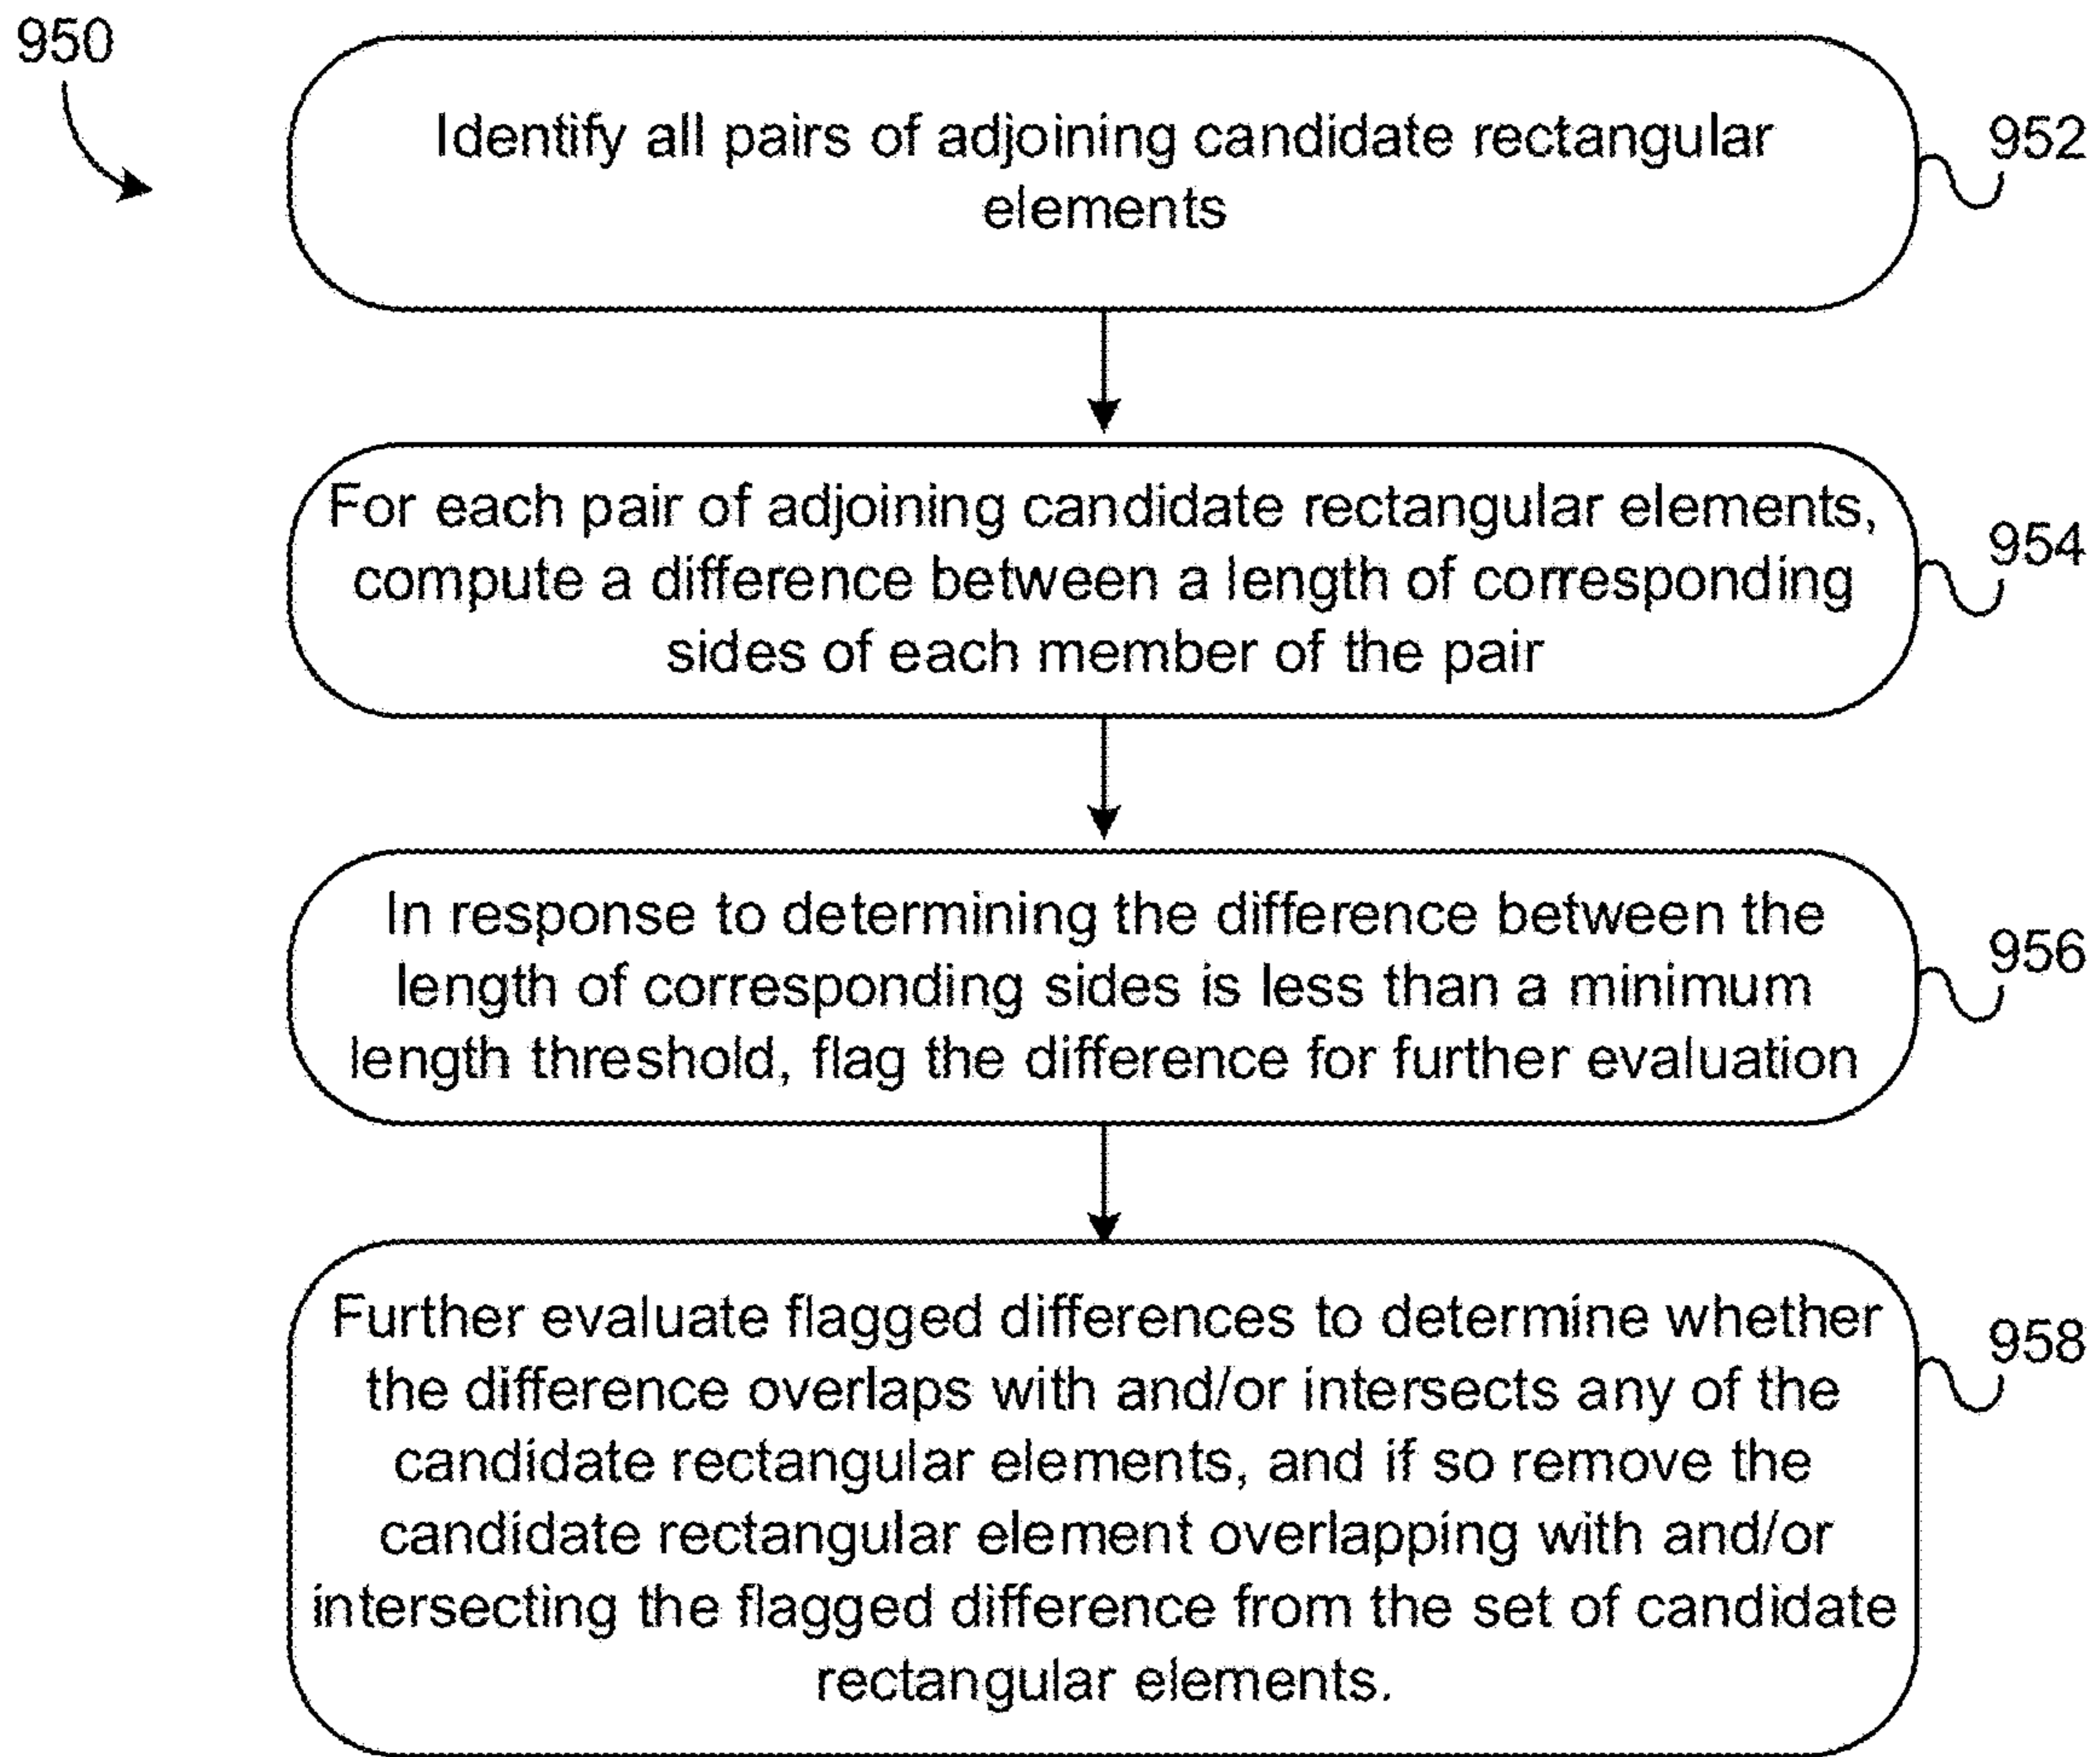 950
Identify all pairs of adjoining candidate rectangular
elements
952
For each pair of adjoining candidate rectangular elements,
compute a difference between a length of corresponding
sides of each member of the pair
954
In response to determining the difference between the
length of corresponding sides is less than a minimum
length threshold, flag the difference for further evaluation
956
Further evaluate flagged differences to determine whether
the difference overlaps with and/or intersects any of the
candidate rectangular elements, and if so remove the
candidate rectangular element overlapping with and/or
intersecting the flagged difference from the set of candidate
rectangular elements.
958